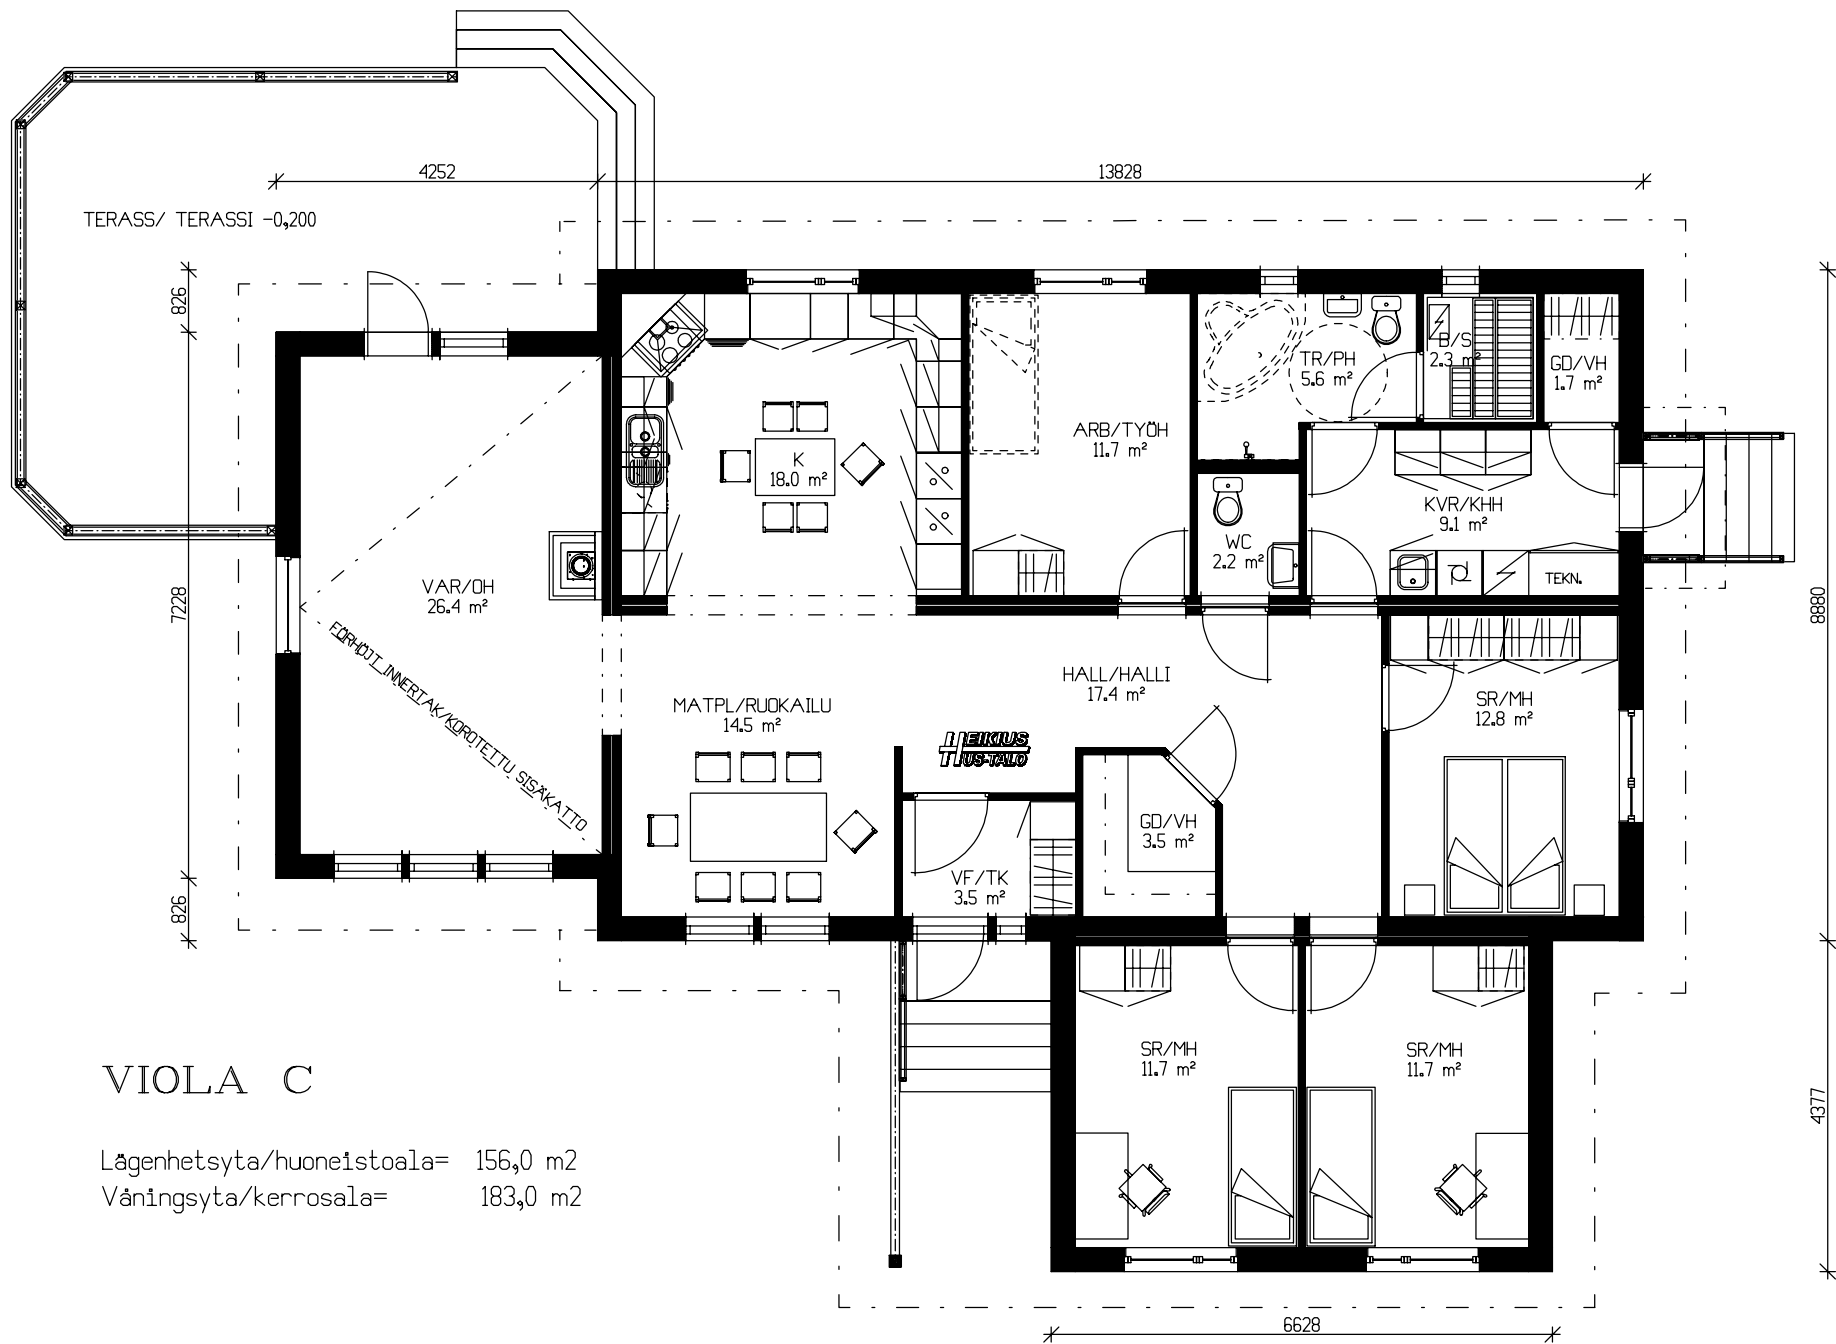 4252
13828
TERASS/ TERASSI -0,200
826
7228
826
8880
4377
6628
VAR/OH
26.4 m²
FÖRHÖJT INNERTAK/KOROTETTU SISÄKATTO
K
18.0 m²
ARB/TYÖH
11.7 m²
TR/PH
5.6 m²
B/S
2.3 m²
GD/VH
1.7 m²
WC
2.2 m²
KVR/KHH
9.1 m²
TEKN.
MATPL/RUOKAILU
14.5 m²
HALL/HALLI
17.4 m²
HEIKIUS
HUS-TALO
SR/MH
12.8 m²
GD/VH
3.5 m²
VF/TK
3.5 m²
SR/MH
11.7 m²
SR/MH
11.7 m²
VIOLA C
Lägenhetsyta/huoneistoala= 156,0 m2
Våningsyta/kerrosala= 183,0 m2